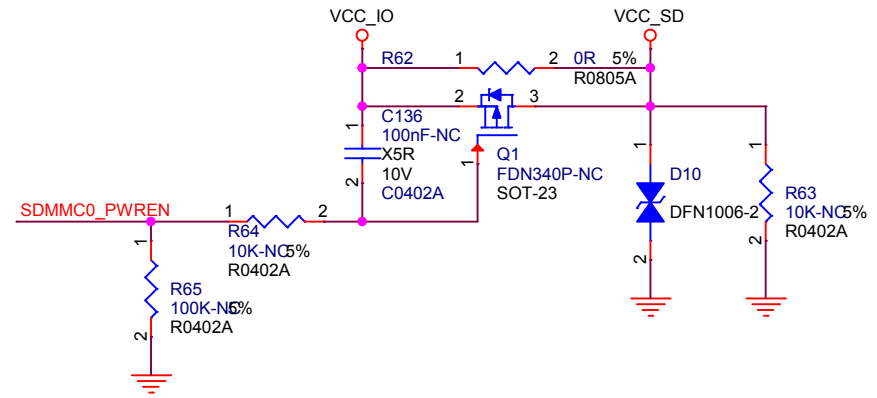 VCC_IO
VCC_SD
R62
1
2
0R
5%
R0805A
2
3
1
C136
100nF-NC
X5R
10V
C0402A
2
1
Q1
FDN340P-NC
SOT-23
1
D10
DFN1006-2
2
1
R63
10K-NC5%
R0402A
2
SDMMC0_PWREN
1
2
R64
10K-NC5%
R0402A
1
R65
100K-NC5%
R0402A
2